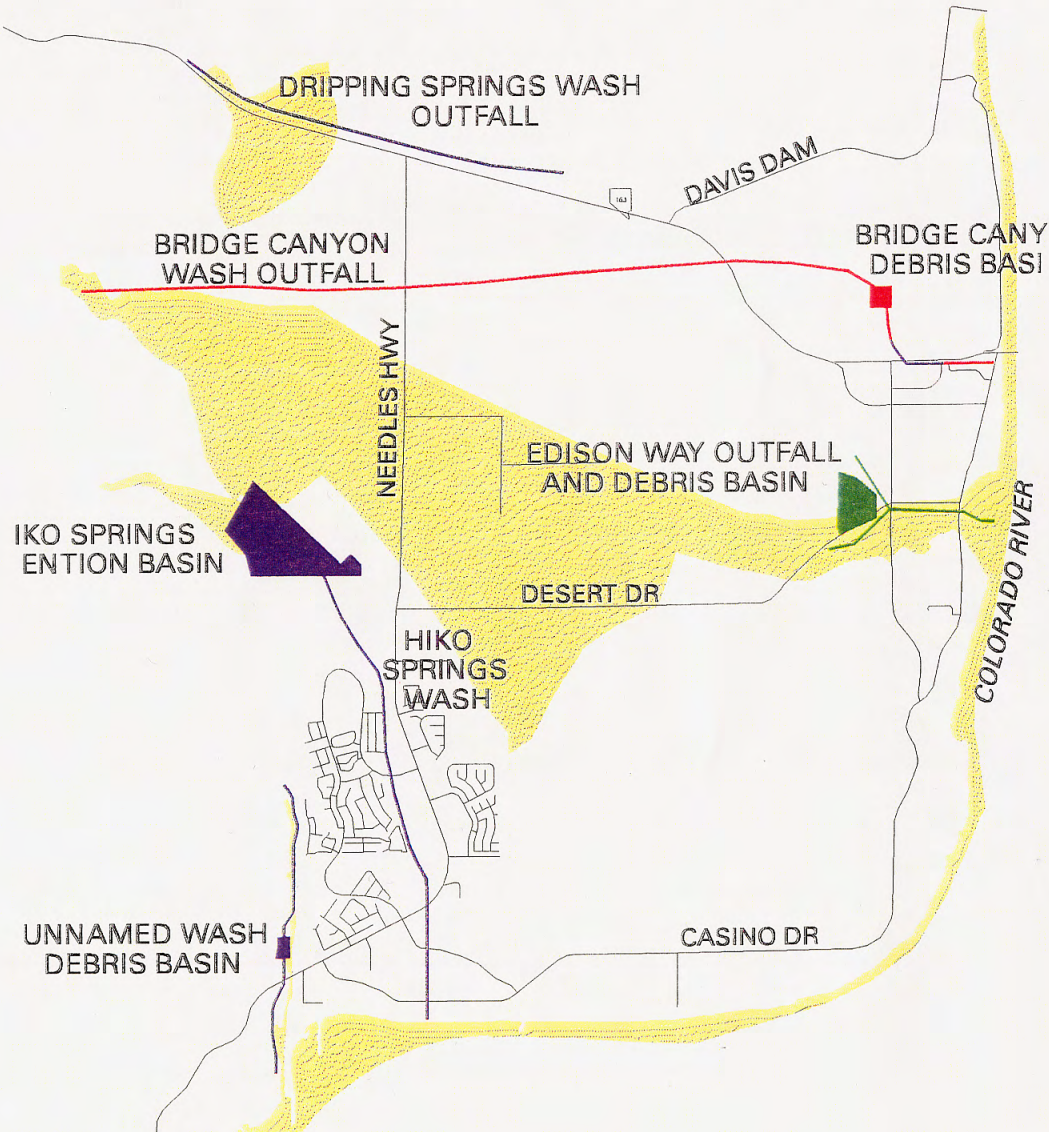 DRIPPING SPRINGS WASH
OUTFALL
DAVIS DAM
163
BRIDGE CANYON
WASH OUTFALL
BRIDGE CANY
DEBRIS BASI
NEEDLES HWY
EDISON WAY OUTFALL
AND DEBRIS BASIN
IKO SPRINGS
ENTION BASIN
COLORADO RIVER
DESERT DR
HIKO
SPRINGS
WASH
UNNAMED WASH
DEBRIS BASIN
CASINO DR